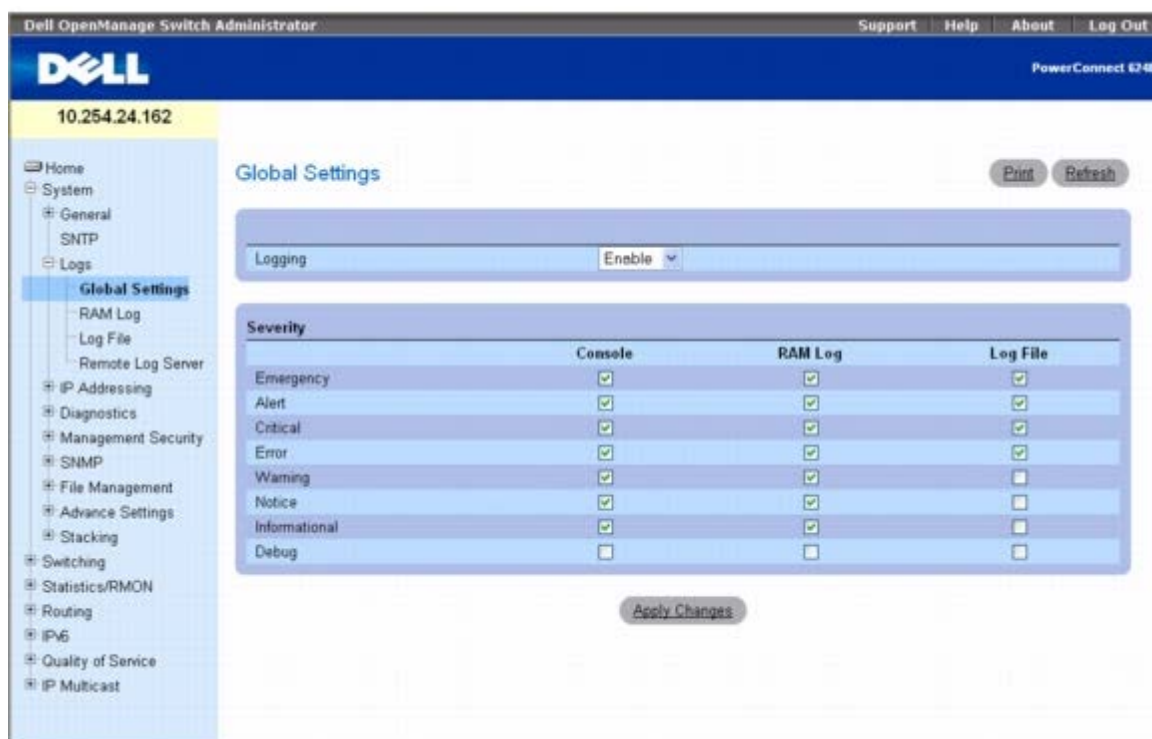 Dell OpenManage Switch Administrator Support Help About Log Out
DELL
PowerConnect 6248
10.254.24.162
Home
System
General
SNTP
Logs
Global Settings
RAM Log
Log File
Remote Log Server
IP Addressing
Diagnostics
Management Security
SNMP
File Management
Advance Settings
Stacking
Switching
Statistics/RMON
Routing
IPv6
Quality of Service
IP Multicast
Global Settings
Print Refresh
Logging Enable
Severity
Console RAM Log Log File
Emergency
Alert
Critical
Error
Warning
Notice
Informational
Debug
Apply Changes